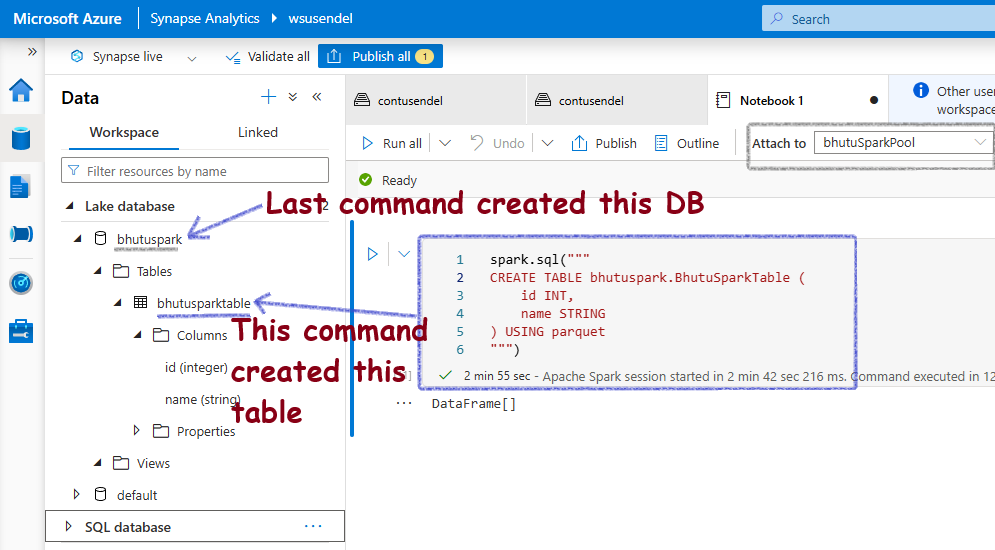 Microsoft Azure
Synapse Analytics
wsusendel
Search
Synapse live
Validate all
Publish all
1
Data
Workspace
Linked
Filter resources by name
Lake database
2
bhutuspark
Tables
bhutusparktable
Columns
id (integer)
name (string)
Properties
Views
default
SQL database
contusendel
contusendel
Notebook 1
Other user
workspace
Run all
Undo
Publish
Outline
Attach to
bhutuSparkPool
Ready
Last command created this DB
This command
created this
table
1 spark.sql("""
2 CREATE TABLE bhutuspark.BhutuSparkTable (
3 id INT,
4 name STRING
5 ) USING parquet
6 """)
2 min 55 sec - Apache Spark session started in 2 min 42 sec 216 ms. Command executed in 12
DataFrame[]